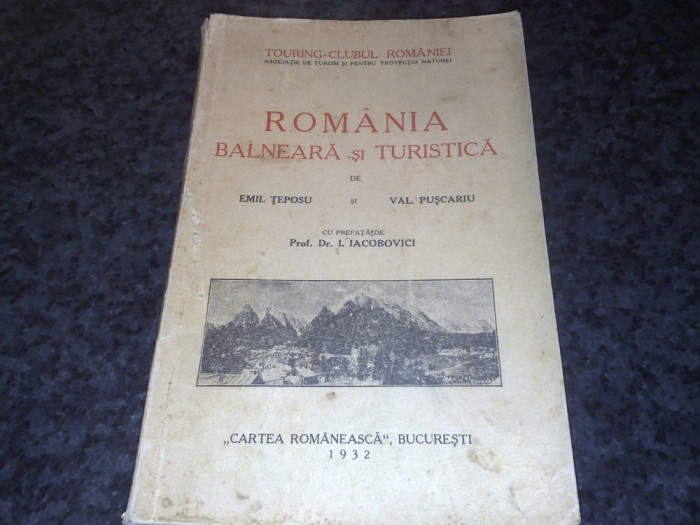 TOURING-CLUBUL ROMÂNIEI
ASOCIAȚIE DE TURISM ȘI PENTRU PROTECȚIA NATUREI
ROMÂNIA
BALNEARĂ ȘI TURISTICĂ
DE
EMIL ȚEPOSU ȘI VAL. PUȘCARIU
CU PREFAȚĂ DE
Prof. Dr. I. IACOBOVICI
„CARTEA ROMÂNEASCĂ“, BUCUREȘTI
1932